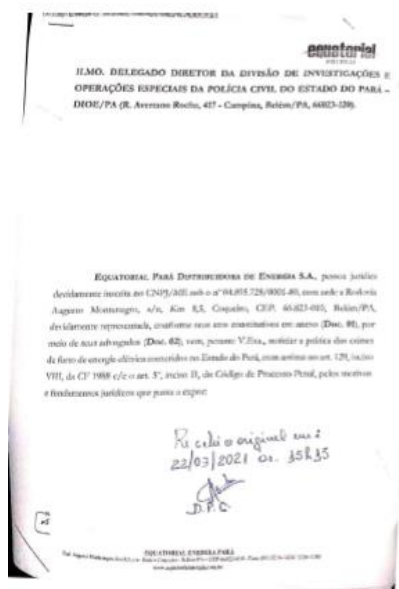 equatorial
ILMO. DELEGADO DIRETOR DA DIVISÃO DE INVESTIGAÇÕES E
OPERAÇÕES ESPECIAIS DA POLÍCIA CIVIL DO ESTADO DO PARÁ –
DIOE/PA (R. Avertano Rocha, 417 - Campina, Belém/PA, 66023-120).
EQUATORIAL PARÁ DISTRIBUIDORA DE ENERGIA S.A., pessoa jurídica
devidamente inscrita no CNPJ/ME sob o nº 04.895.728/0001-80, com sede à Rodovia
Augusto Montenegro, s/n, Km 8,5, Coqueiro, CEP. 66.823-010, Belém/PA,
devidamente representada, conforme seus atos constitutivos em anexo (Doc. 01), por
meio de seus advogados (Doc. 02), vem, perante V.Exa., noticiar a prática dos crimes
de furto de energia elétrica cometidos no Estado do Pará, com arrimo no art. 129, inciso
VIII, da CF 1988 c/c o art. 5º, inciso II, do Código de Processo Penal, pelos motivos
e fundamentos jurídicos que passa a expor:
Recebi o original em:
22/03/2021 às 15h35
D.P.C
EQUATORIAL ENERGIA PARÁ